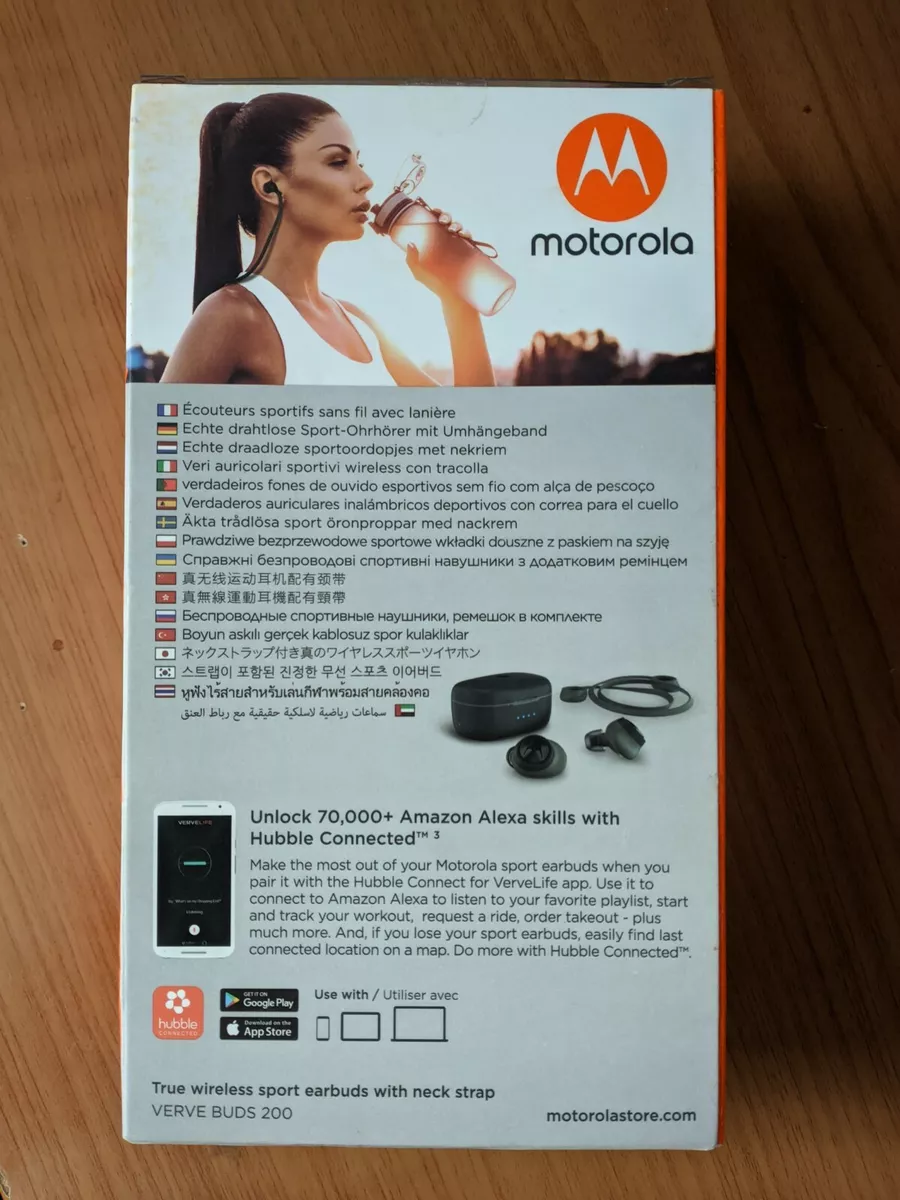 motorola
Écouteurs sportifs sans fil avec lanière
Echte drahtlose Sport-Ohrhörer mit Umhängeband
Echte draadloze sportoordopjes met nekriem
Veri auricolari sportivi wireless con tracolla
verdadeiros fones de ouvido esportivos sem fio com alça de pescoço
Verdaderos auriculares inalámbricos deportivos con correa para el cuello
Äkta trådlösa sport öronproppar med nackrem
Prawdziwe bezprzewodowe sportowe wkładki douszne z paskiem na szyję
Справжні безпроводові спортивні навушники з додатковим ремінцем
真无线运动耳机配有颈带
真無線運動耳機配有頸帶
Беспроводные спортивные наушники, ремешок в комплекте
Boyun askılı gerçek kablosuz spor kulaklıklar
ネックストラップ付き真のワイヤレススポーツイヤホン
스트랩이 포함된 진정한 무선 스포츠 이어버드
หูฟังไร้สายสำหรับเล่นกีฬาพร้อมสายคล้องคอ
سماعات رياضية لاسلكية حقيقية مع رباط العنق
VERVELIFE
Unlock 70,000+ Amazon Alexa skills with
Hubble Connected™ 3
Make the most out of your Motorola sport earbuds when you
pair it with the Hubble Connect for VerveLife app. Use it to
connect to Amazon Alexa to listen to your favorite playlist, start
and track your workout, request a ride, order takeout - plus
much more. And, if you lose your sport earbuds, easily find last
connected location on a map. Do more with Hubble Connected™.
hubble
CONNECTED
GET IT ON
Google Play
Download on the
App Store
Use with / Utiliser avec
True wireless sport earbuds with neck strap
VERVE BUDS 200
motorolastore.com